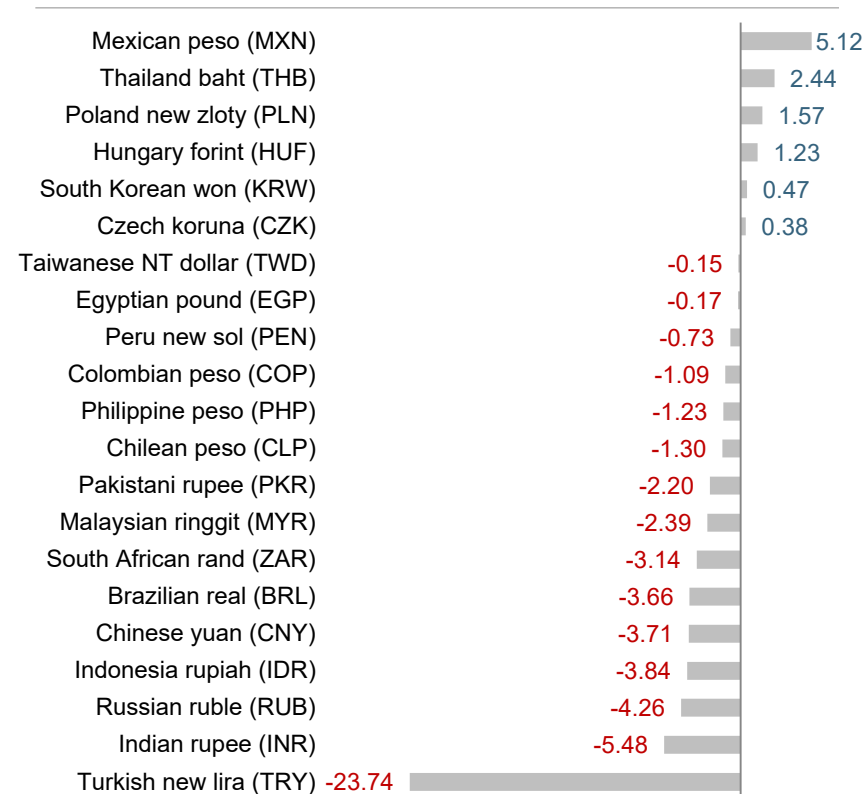 Mexican peso (MXN) 5.12
Thailand baht (THB) 2.44
Poland new zloty (PLN) 1.57
Hungary forint (HUF) 1.23
South Korean won (KRW) 0.47
Czech koruna (CZK) 0.38
Taiwanese NT dollar (TWD) -0.15
Egyptian pound (EGP) -0.17
Peru new sol (PEN) -0.73
Colombian peso (COP) -1.09
Philippine peso (PHP) -1.23
Chilean peso (CLP) -1.30
Pakistani rupee (PKR) -2.20
Malaysian ringgit (MYR) -2.39
South African rand (ZAR) -3.14
Brazilian real (BRL) -3.66
Chinese yuan (CNY) -3.71
Indonesia rupiah (IDR) -3.84
Russian ruble (RUB) -4.26
Indian rupee (INR) -5.48
Turkish new lira (TRY) -23.74